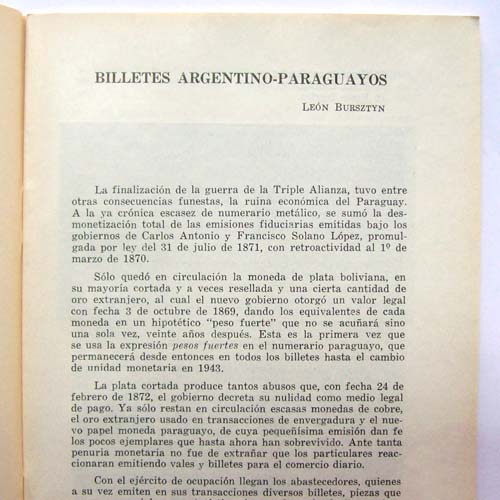 BILLETES ARGENTINO-PARAGUAYOS
LEÓN BURSZTYN
La finalización de la guerra de la Triple Alianza, tuvo entre
otras consecuencias funestas, la ruina económica del Paraguay.
A la ya crónica escasez de numerario metálico, se sumó la des-
monetización total de las emisiones fiduciarias emitidas bajo los
gobiernos de Carlos Antonio y Francisco Solano López, promul-
gada por ley del 31 de julio de 1871, con retroactividad al 1º de
marzo de 1870.
Sólo quedó en circulación la moneda de plata boliviana, en
su mayoría cortada y a veces resellada y una cierta cantidad de
oro extranjero, al cual el nuevo gobierno otorgó un valor legal
con fecha 3 de octubre de 1869, dando los equivalentes de cada
moneda en un hipotético "peso fuerte" que no se acuñará sino
una sola vez, veinte años después. Esta es la primera vez que
se usa la expresión pesos fuertes en el numerario paraguayo, que
permanecerá desde entonces en todos los billetes hasta el cambio
de unidad monetaria en 1943.
La plata cortada produce tantos abusos que, con fecha 24 de
febrero de 1872, el gobierno decreta su nulidad como medio legal
de pago. Ya sólo restan en circulación escasas monedas de cobre,
el oro extranjero usado en transacciones de envergadura y el nue-
vo papel moneda paraguayo, de cuya pequeñísima emisión dan fe
los pocos ejemplares que hasta ahora han sobrevivido. Ante tanta
penuria monetaria no fue de extrañar que los particulares reac-
cionaran emitiendo vales y billetes para el comercio diario.
Con el ejército de ocupación llegan los abastecedores, quienes
a su vez emiten en sus transacciones diversos billetes, piezas que